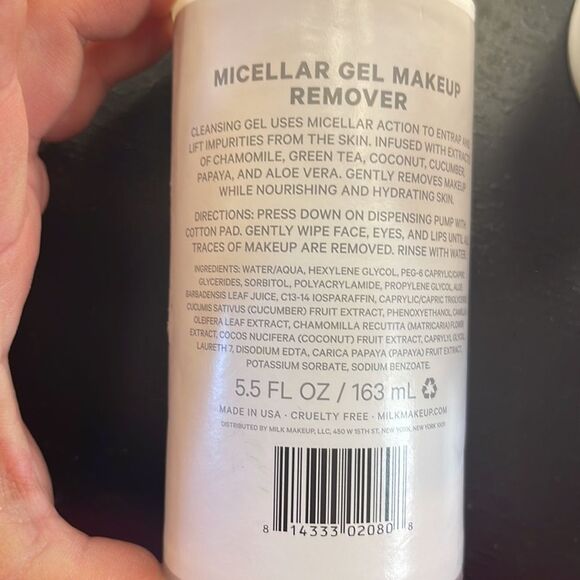 MICELLAR GEL MAKEUP
REMOVER
CLEANSING GEL USES MICELLAR ACTION TO ENTRAP AND
LIFT IMPURITIES FROM THE SKIN. INFUSED WITH EXTRACTS
OF CHAMOMILE, GREEN TEA, COCONUT, CUCUMBER,
PAPAYA, AND ALOE VERA. GENTLY REMOVES MAKEUP
WHILE NOURISHING AND HYDRATING SKIN.
DIRECTIONS: PRESS DOWN ON DISPENSING PUMP WITH
COTTON PAD. GENTLY WIPE FACE, EYES, AND LIPS UNTIL ALL
TRACES OF MAKEUP ARE REMOVED. RINSE WITH WATER.
INGREDIENTS: WATER/AQUA, HEXYLENE GLYCOL, PEG-6 CAPRYLIC/CAPRIC
GLYCERIDES, SORBITOL, POLYACRYLAMIDE, PROPYLENE GLYCOL, ALOE
BARBADENSIS LEAF JUICE, C13-14 IOSPARAFFIN, CAPRYLIC/CAPRIC TRIGLYCERIDE,
CUCUMIS SATIVUS (CUCUMBER) FRUIT EXTRACT, PHENOXYETHANOL, CAMELLIA
OLEIFERA LEAF EXTRACT, CHAMOMILLA RECUTITA (MATRICARIA) FLOWER
EXTRACT, COCOS NUCIFERA (COCONUT) FRUIT EXTRACT, CAPRYLYL GLYCOL,
LAURETH 7, DISODIUM EDTA, CARICA PAPAYA (PAPAYA) FRUIT EXTRACT,
POTASSIUM SORBATE, SODIUM BENZOATE.
5.5 FL OZ / 163 mL
MADE IN USA · CRUELTY FREE · MILKMAKEUP.COM
DISTRIBUTED BY MILK MAKEUP, LLC, 450 W 15TH ST, NEW YORK, NEW YORK 10011
8 14333 02080 8